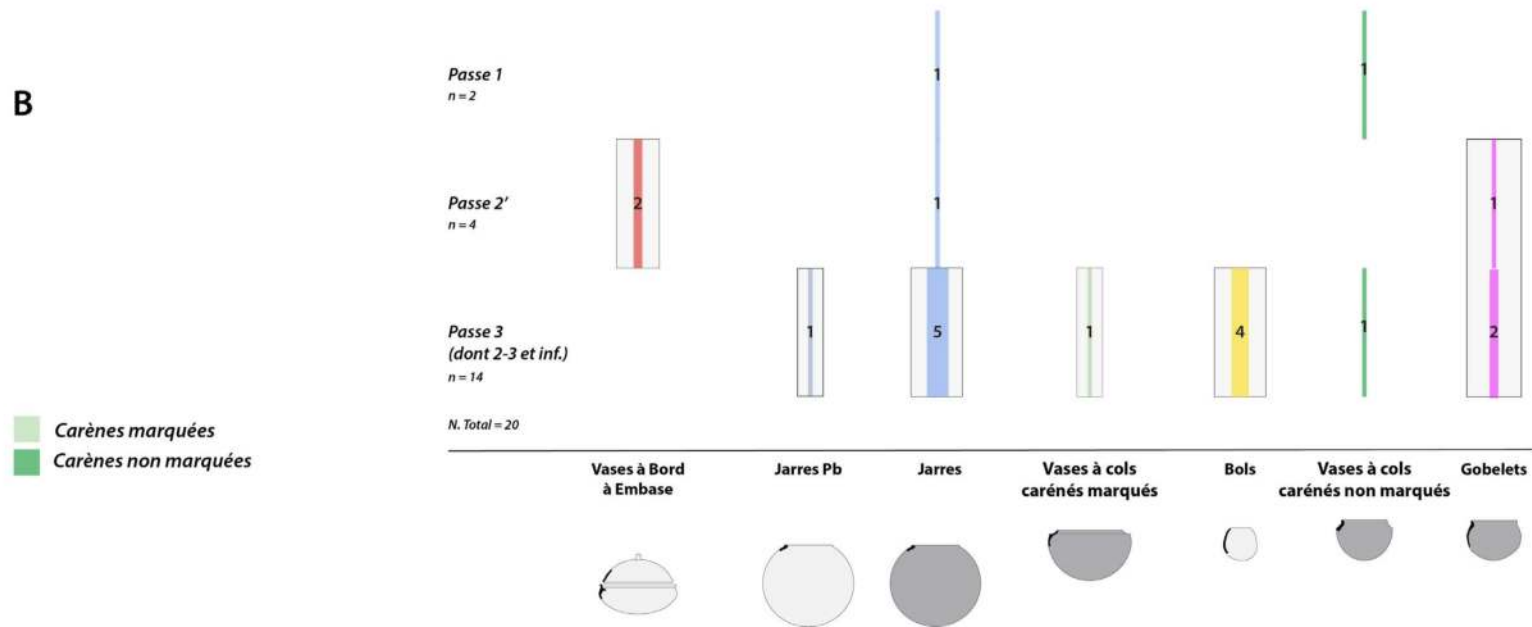 B
Passe 1
n = 2
1
1
Passe 2'
n = 4
2
1
1
Passe 3
(dont 2-3 et inf.)
n = 14
1
5
1
4
1
2
N. Total = 20
Carènes marquées
Carènes non marquées
Vases à Bord
à Embase
Jarres Pb
Jarres
Vases à cols
carénés marqués
Bols
Vases à cols
carénés non marqués
Gobelets